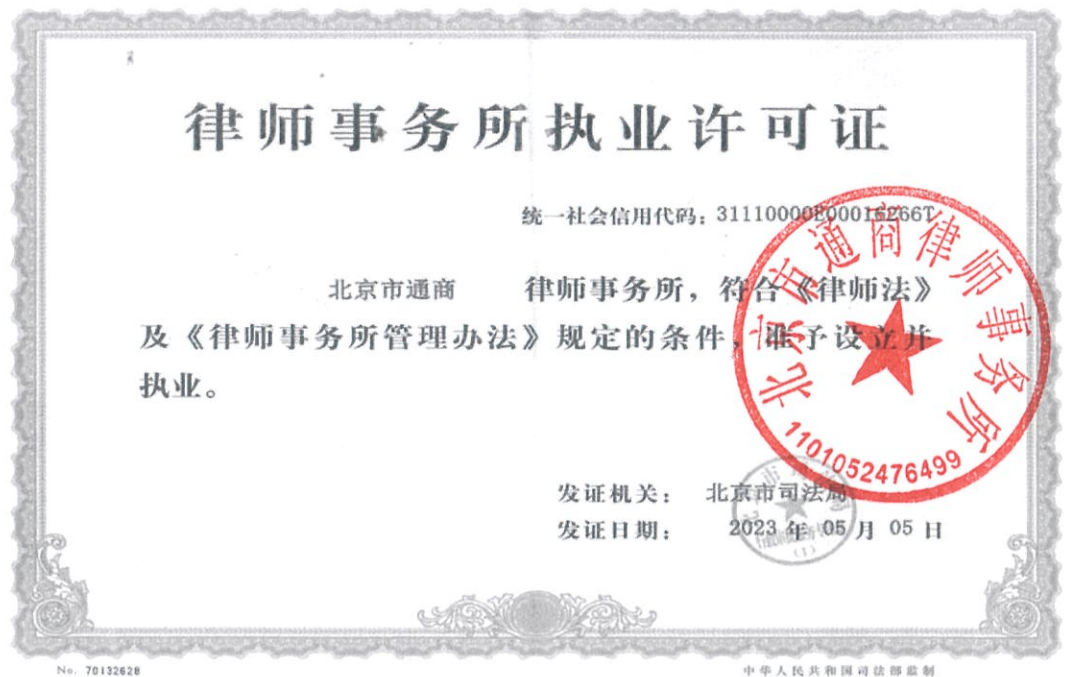 律师事务所执业许可证
统一社会信用代码：31110000E00016266T
北京市通商 律师事务所，符合《律师法》
及《律师事务所管理办法》规定的条件，准予设立并
执业。
北京市通商律师事务所
1101052476499
发证机关： 北京市司法局
发证日期： 2023 年 05 月 05 日
(1)
No. 70132628
中华人民共和国司法部监制